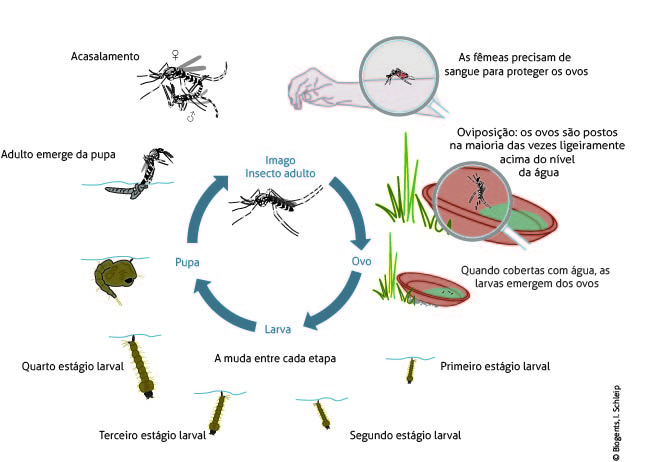 Acasalamento
♀
♂
As fêmeas precisam de
sangue para proteger os ovos
Oviposição: os ovos são postos
na maioria das vezes ligeiramente
acima do nível
da água
Adulto emerge da pupa
Imago
Insecto adulto
Pupa
Ovo
Quando cobertas com água, as
larvas emergem dos ovos
Larva
A muda entre cada etapa
Quarto estágio larval
Primeiro estágio larval
Terceiro estágio larval
Segundo estágio larval
© Biogents, I. Schleip